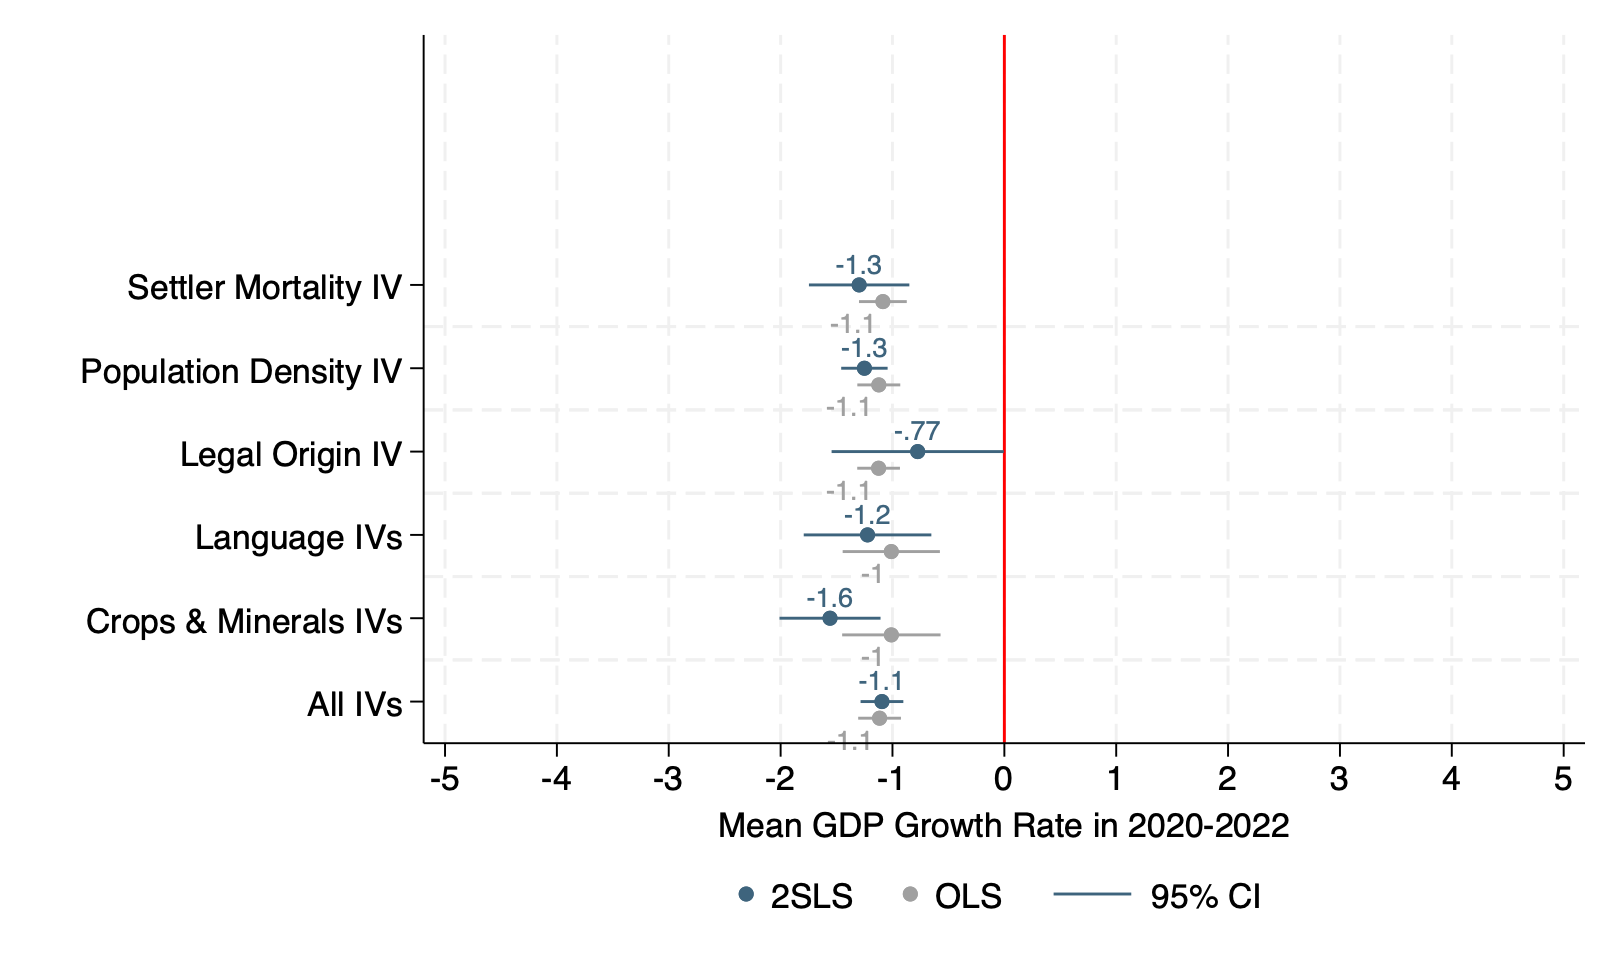 -1.3
Settler Mortality IV
-1.1
-1.3
Population Density IV
-1.1
-.77
Legal Origin IV
-1.1
-1.2
Language IVs
-1
-1.6
Crops & Minerals IVs
-1
-1.1
All IVs
-1.1
-5 -4 -3 -2 -1 0 1 2 3 4 5
Mean GDP Growth Rate in 2020-2022
2SLS OLS 95% CI